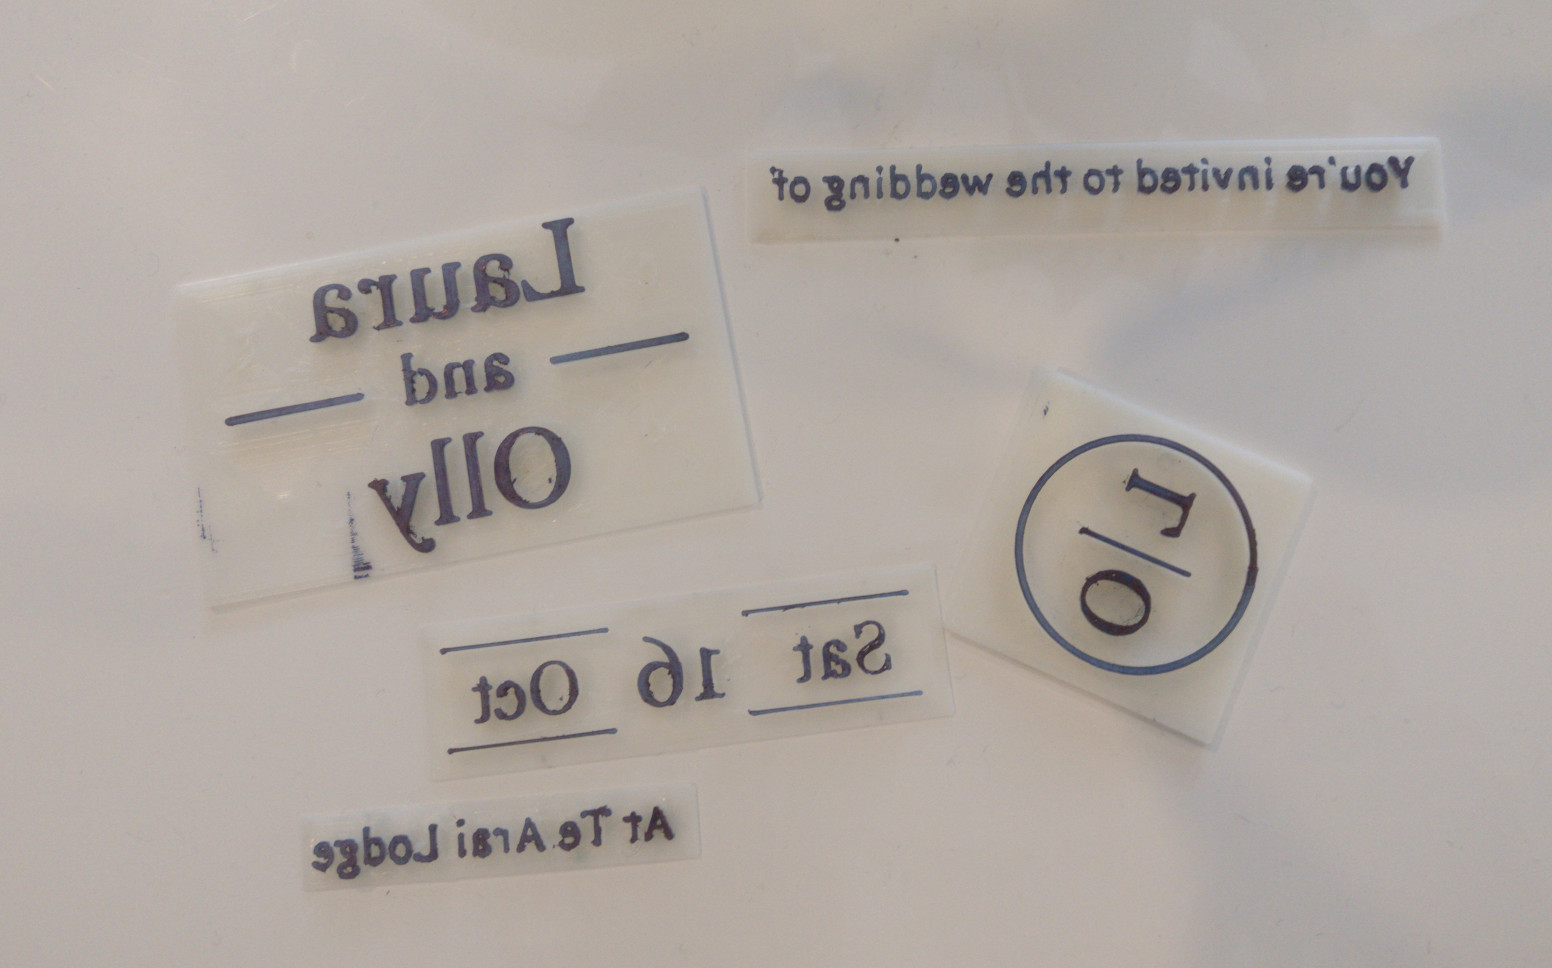 You're invited to the wedding of
Laura
and
Olly
L/O
Sat 16 Oct
At Te Arai Lodge